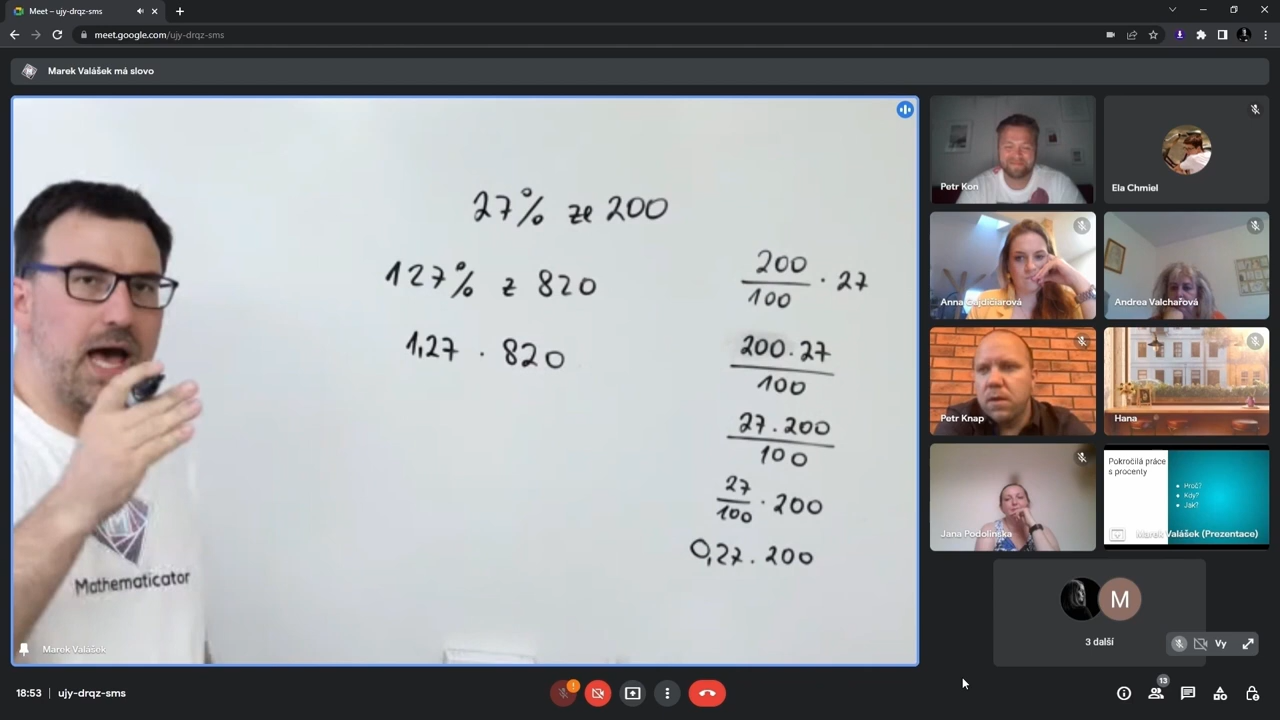 Meet – ujy-drqz-sms
meet.google.com/ujy-drqz-sms
Marek Valášek má slovo
27% ze 200
127% z 820
1,27 · 820
200
100
· 27
200 · 27
100
27 · 200
100
27
100
· 200
0,27 · 200
Mathematicator
Marek Valášek
Petr Kon
Ela Chmiel
Anna Gajdičiarová
Andrea Valchařová
Petr Knap
Hana
Jana Podolinská
Pokročilá práce
s procenty
• Proč?
• Kdy?
• Jak?
Marek Valášek (Prezentace)
M
3 další
Vy
18:53 | ujy-drqz-sms
13